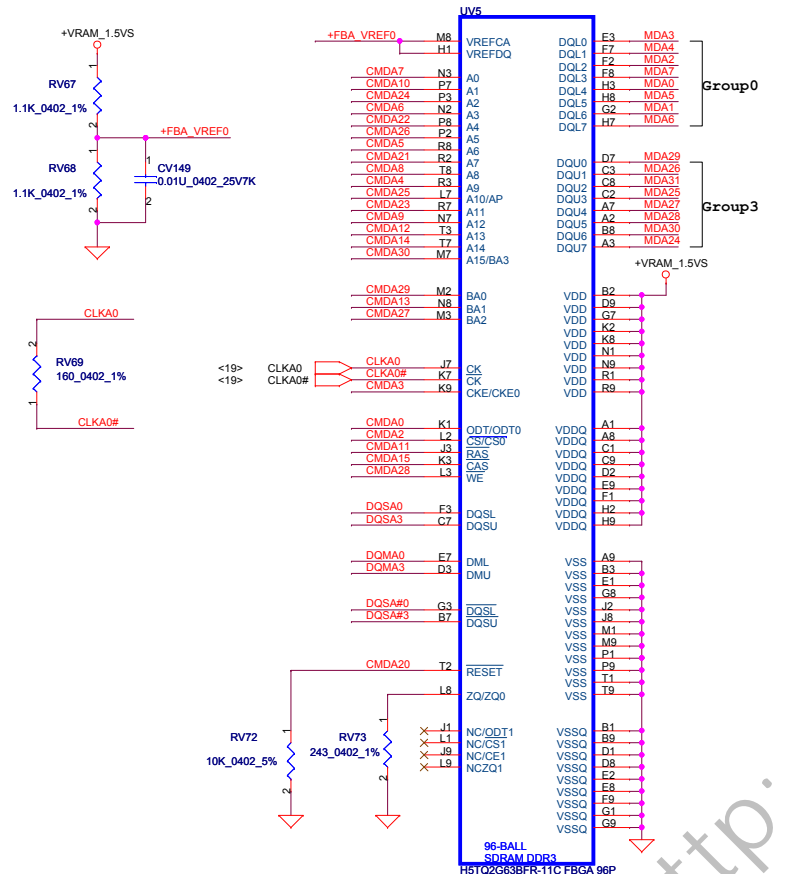 UV5
+VRAM_1.5VS
1
RV67
1.1K_0402_1%
2
+FBA_VREF0
1
RV68
1.1K_0402_1%
2
1
CV149
0.01U_0402_25V7K
2
CLKA0
2
RV69
160_0402_1%
1
CLKA0#
+FBA_VREF0 M8 VREFCA
H1 VREFDQ
CMDA7 N3 A0
CMDA10 P7 A1
CMDA24 P3 A2
CMDA6 N2 A3
CMDA22 P8 A4
CMDA26 P2 A5
CMDA5 R8 A6
CMDA21 R2 A7
CMDA8 T8 A8
CMDA4 R3 A9
CMDA25 L7 A10/AP
CMDA23 R7 A11
CMDA9 N7 A12
CMDA12 T3 A13
CMDA14 T7 A14
CMDA30 M7 A15/BA3
CMDA29 M2 BA0
CMDA13 N8 BA1
CMDA27 M3 BA2
<19> CLKA0 CLKA0 J7 CK
<19> CLKA0# CLKA0# K7 CK
CMDA3 K9 CKE/CKE0
CMDA0 K1 ODT/ODT0
CMDA2 L2 CS/CS0
CMDA11 J3 RAS
CMDA15 K3 CAS
CMDA28 L3 WE
DQSA0 F3 DQSL
DQSA3 C7 DQSU
DQMA0 E7 DML
DQMA3 D3 DMU
DQSA#0 G3 DQSL
DQSA#3 B7 DQSU
CMDA20 T2 RESET
L8 ZQ/ZQ0
1
RV72
10K_0402_5%
2
1
RV73
243_0402_1%
2
J1 NC/ODT1
L1 NC/CS1
J9 NC/CE1
L9 NCZQ1
DQL0 E3 MDA3
DQL1 F7 MDA4
DQL2 F2 MDA2
DQL3 F8 MDA7
DQL4 H3 MDA0
DQL5 H8 MDA5
DQL6 G2 MDA1
DQL7 H7 MDA6
Group0
DQU0 D7 MDA29
DQU1 C3 MDA26
DQU2 C8 MDA31
DQU3 C2 MDA25
DQU4 A7 MDA27
DQU5 A2 MDA28
DQU6 B8 MDA30
DQU7 A3 MDA24
Group3
+VRAM_1.5VS
VDD B2
VDD D9
VDD G7
VDD K2
VDD K8
VDD N1
VDD N9
VDD R1
VDD R9
VDDQ A1
VDDQ A8
VDDQ C1
VDDQ C9
VDDQ D2
VDDQ E9
VDDQ F1
VDDQ H2
VDDQ H9
VSS A9
VSS B3
VSS E1
VSS G8
VSS J2
VSS J8
VSS M1
VSS M9
VSS P1
VSS P9
VSS T1
VSS T9
VSSQ B1
VSSQ B9
VSSQ D1
VSSQ D8
VSSQ E2
VSSQ E8
VSSQ F9
VSSQ G1
VSSQ G9
96-BALL
SDRAM DDR3
H5TQ2G63BFR-11C FBGA 96P
ttp: